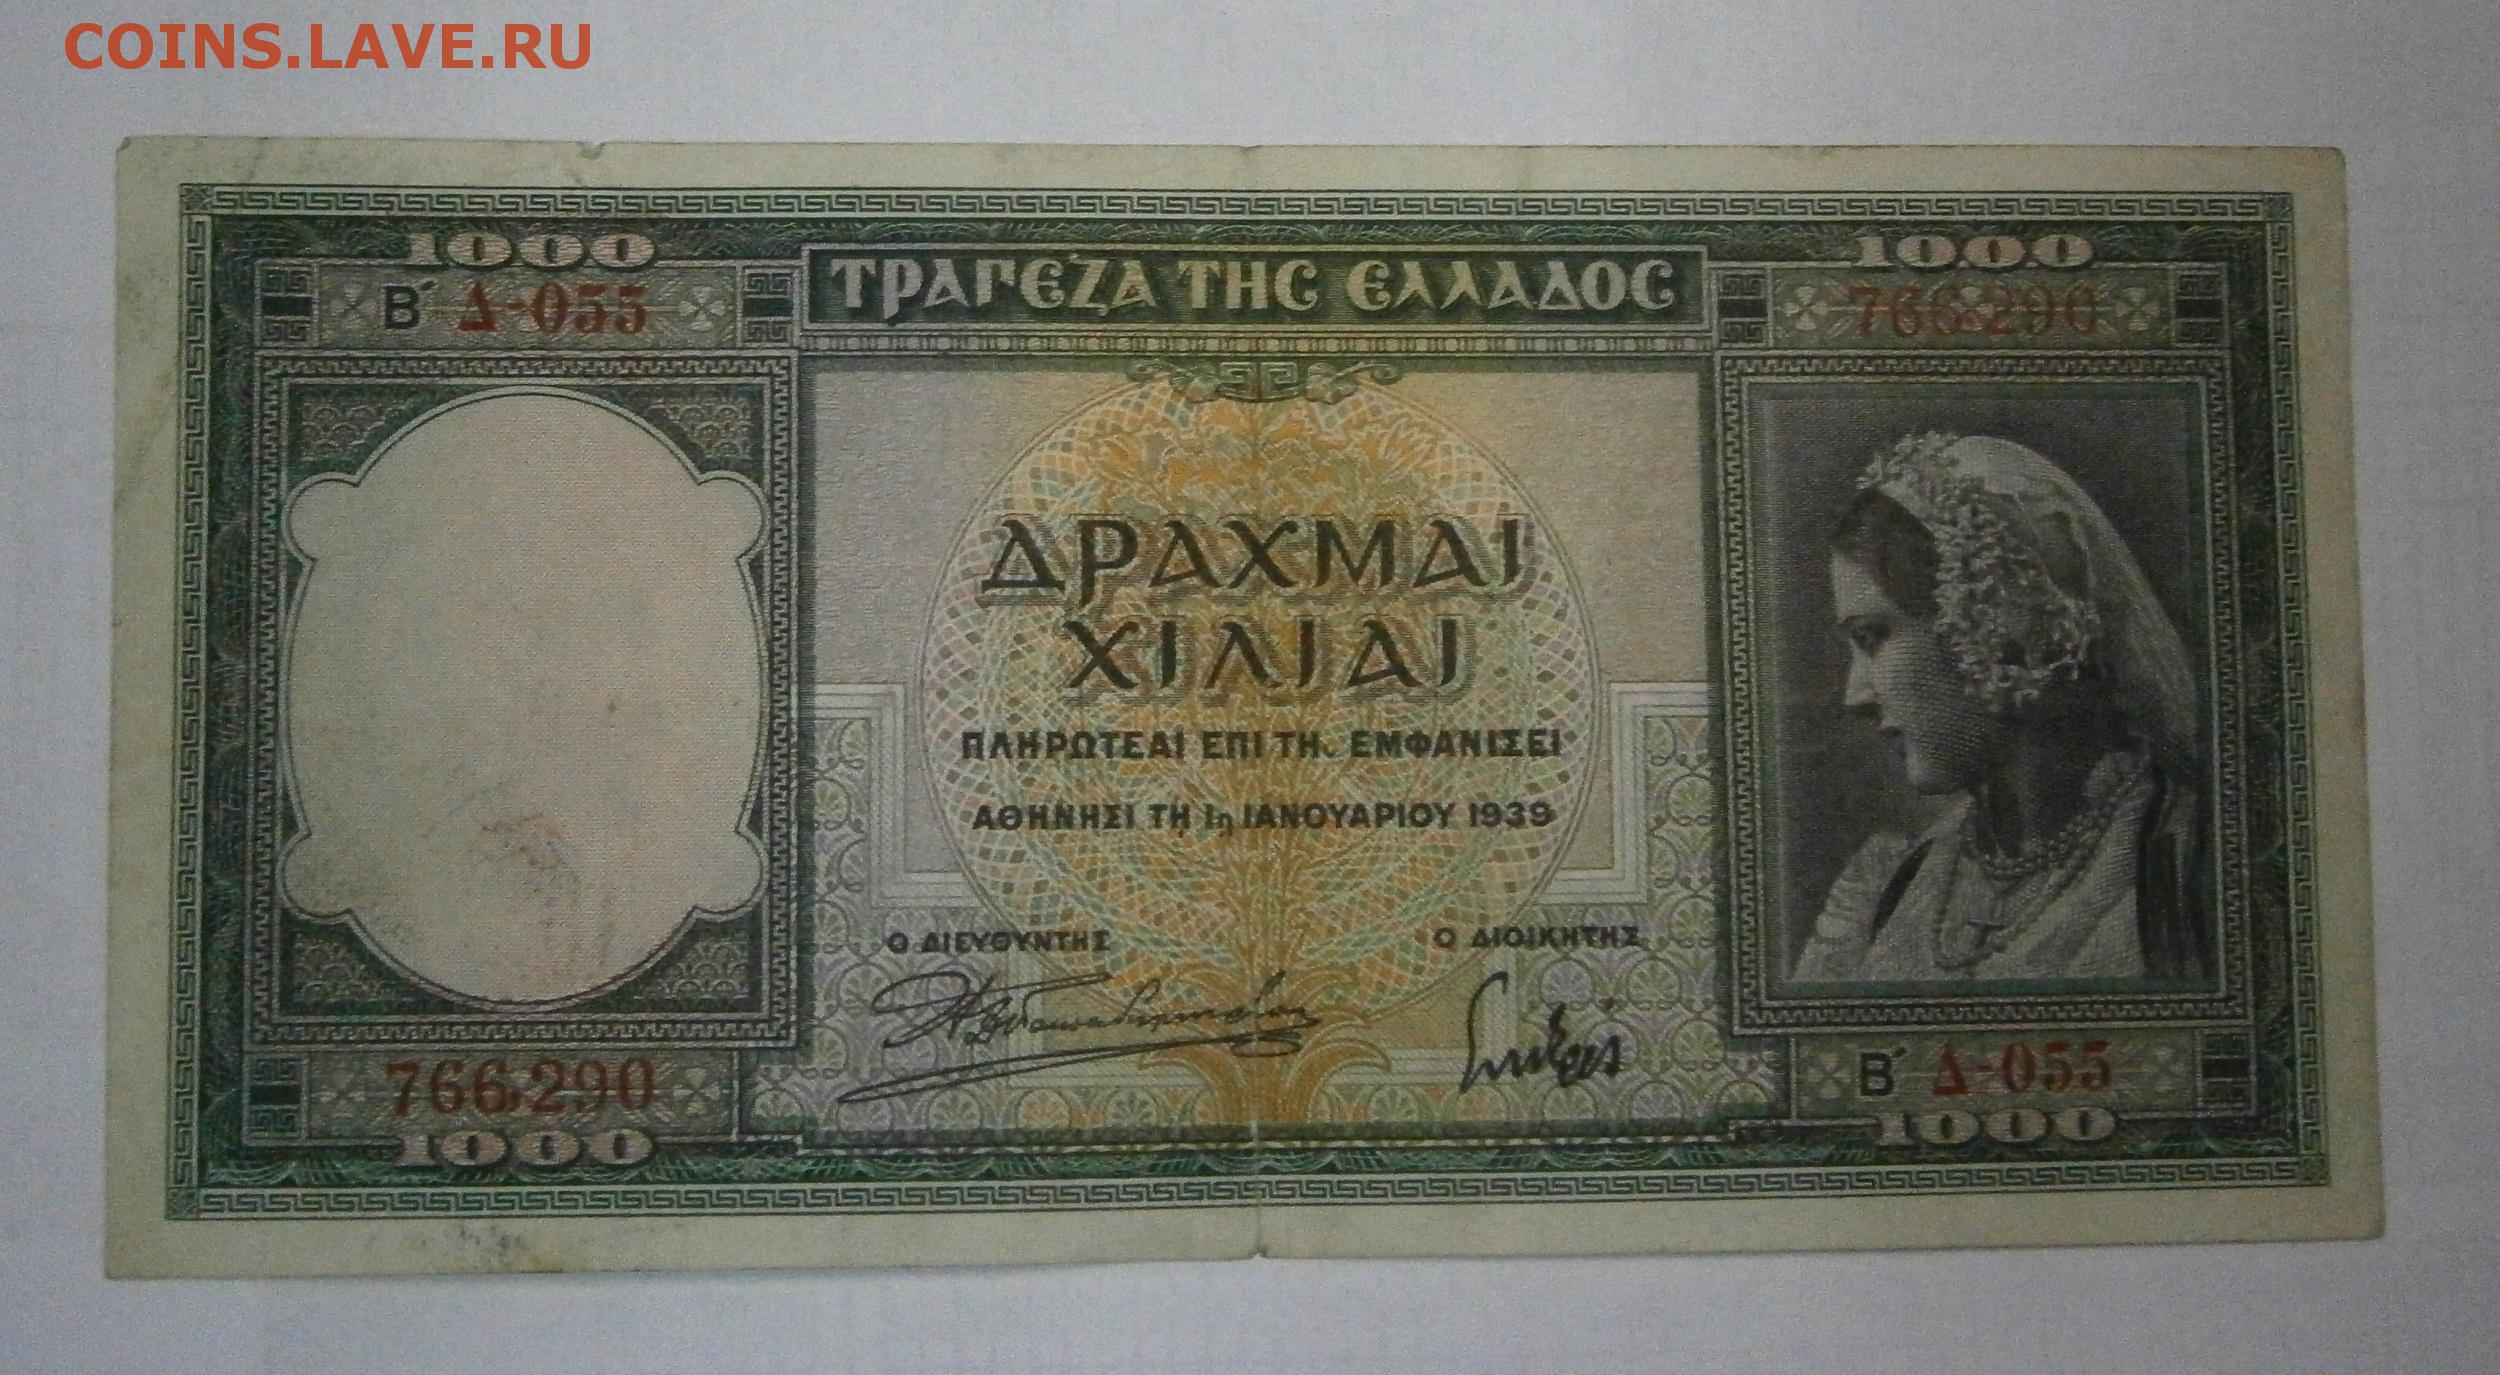 COINS.LAVE.RU
1000
Β΄ Δ-055
ΤΡΑΠΕΖΑ ΤΗΣ ΕΛΛΑΔΟΣ
1000
766,290
ΔΡΑΧΜΑΙ
ΧΙΛΙΑΙ
ΠΛΗΡΩΤΕΑΙ ΕΠΙ ΤΗι ΕΜΦΑΝΙΣΕΙ
ΑΘΗΝΗΣΙ ΤΗ 1η ΙΑΝΟΥΑΡΙΟΥ 1939
Ο ΔΙΕΥΘΥΝΤΗΣ
Ο ΔΙΟΙΚΗΤΗΣ
766,290
1000
Β΄ Δ-055
1000